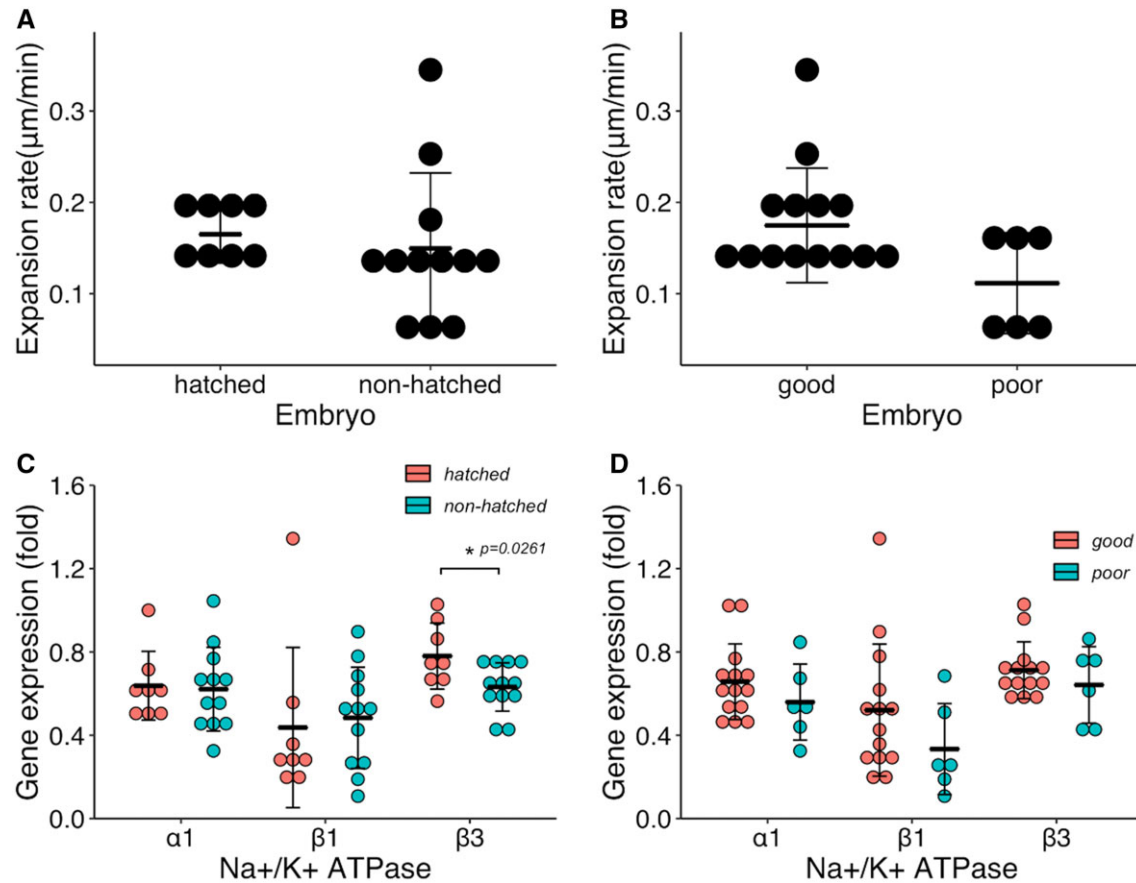 A
Expansion rate(μm/min)
0.3
0.2
0.1
hatched
non-hatched
Embryo
B
Expansion rate(μm/min)
0.3
0.2
0.1
good
poor
Embryo
C
hatched
non-hatched
* p=0.0261
Gene expression (fold)
1.6
1.2
0.8
0.4
0.0
α1
β1
β3
Na+/K+ ATPase
D
good
poor
Gene expression (fold)
1.6
1.2
0.8
0.4
0.0
α1
β1
β3
Na+/K+ ATPase